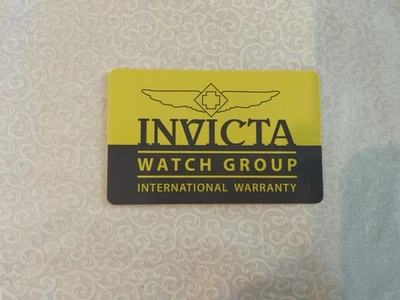 INVICTA
WATCH GROUP
INTERNATIONAL WARRANTY